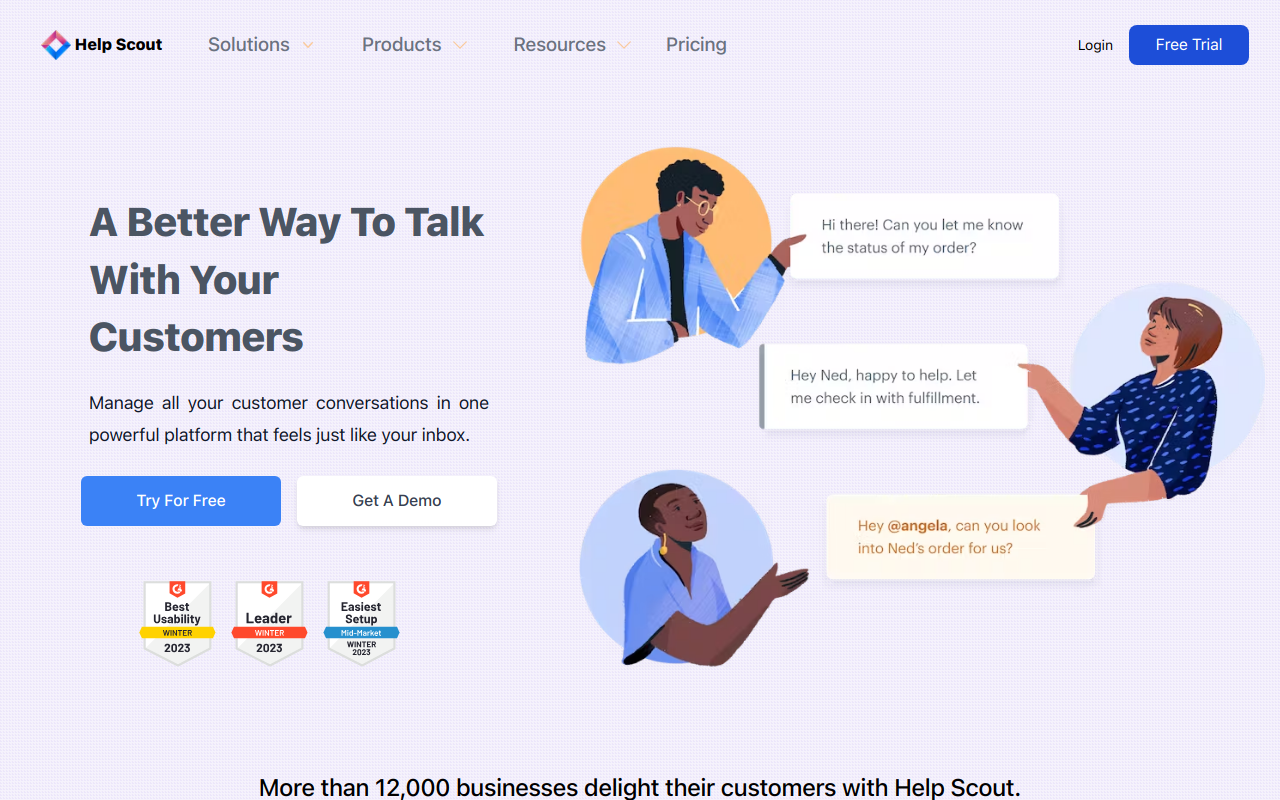 Help Scout
Solutions
Products
Resources
Pricing
Login
Free Trial
A Better Way To Talk
With Your
Customers
Manage all your customer conversations in one
powerful platform that feels just like your inbox.
Try For Free
Get A Demo
Best
Usability
WINTER
2023
Leader
WINTER
2023
Easiest
Setup
Mid-Market
WINTER
2023
Hi there! Can you let me know
the status of my order?
Hey Ned, happy to help. Let
me check in with fulfillment.
Hey @angela, can you look
into Ned's order for us?
More than 12,000 businesses delight their customers with Help Scout.